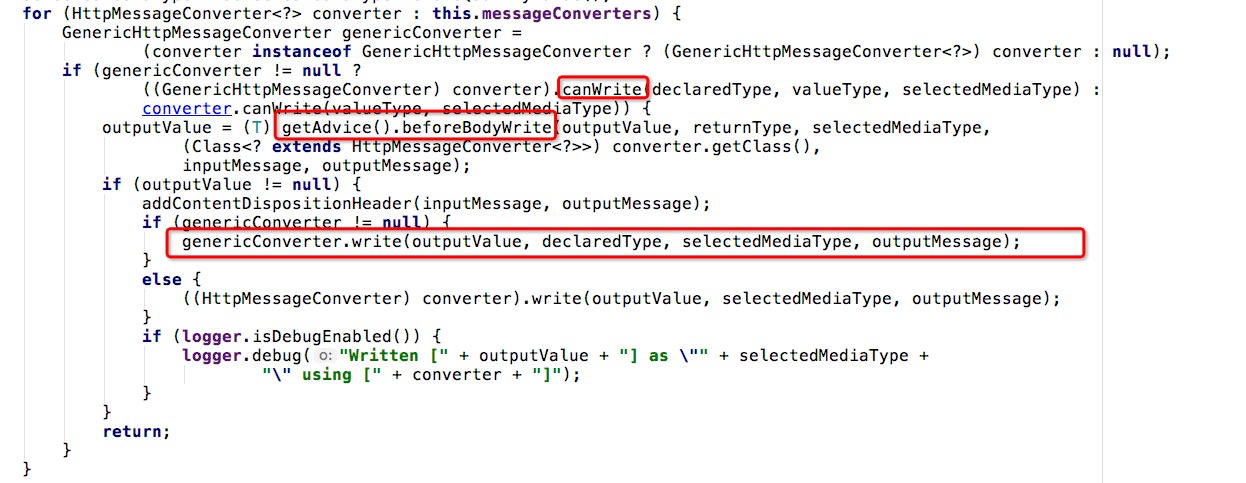 for (HttpMessageConverter<?> converter : this.messageConverters) {
GenericHttpMessageConverter genericConverter =
(converter instanceof GenericHttpMessageConverter ? (GenericHttpMessageConverter<?>) converter : null);
if (genericConverter != null ?
((GenericHttpMessageConverter) converter).canWrite(declaredType, valueType, selectedMediaType) :
converter.canWrite(valueType, selectedMediaType)) {
outputValue = (T) getAdvice().beforeBodyWrite(outputValue, returnType, selectedMediaType,
(Class<? extends HttpMessageConverter<?>>) converter.getClass(),
inputMessage, outputMessage);
if (outputValue != null) {
addContentDispositionHeader(inputMessage, outputMessage);
if (genericConverter != null) {
genericConverter.write(outputValue, declaredType, selectedMediaType, outputMessage);
}
else {
((HttpMessageConverter) converter).write(outputValue, selectedMediaType, outputMessage);
}
if (logger.isDebugEnabled()) {
logger.debug( o: "Written [" + outputValue + "] as \"" + selectedMediaType +
"\" using [" + converter + "]");
}
}
return;
}
}